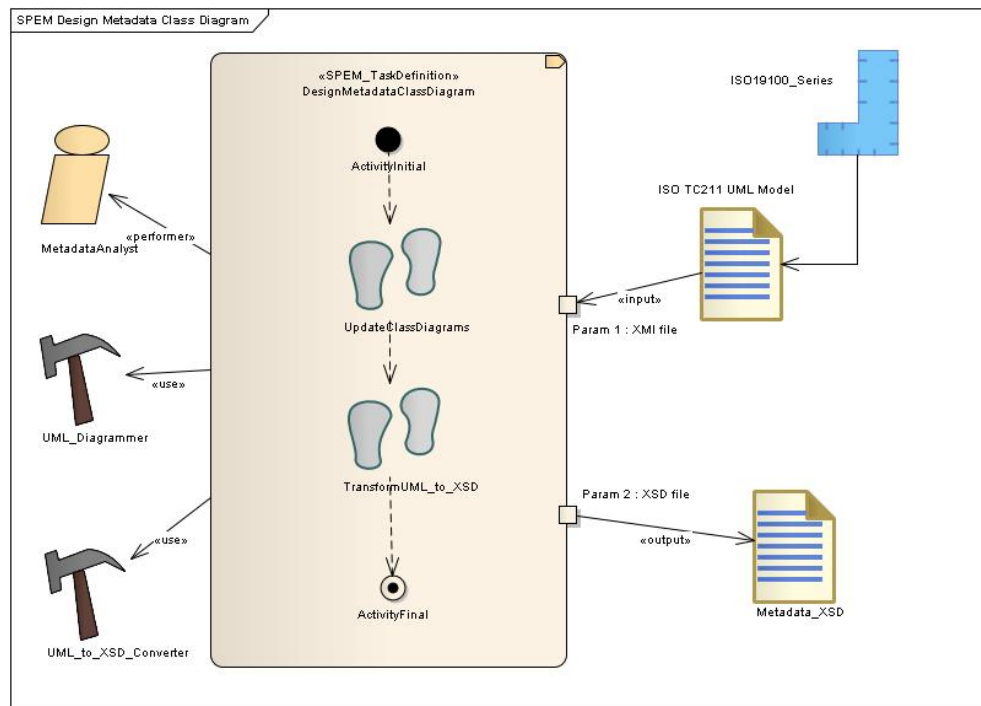 SPEM Design Metadata Class Diagram
«SPEM_TaskDefinition»
DesignMetadataClassDiagram
ISO19100_Series
ActivityInitial
ISO TC211 UML Model
«performer»
MetadataAnalyst
«input»
UpdateClassDiagrams
Param 1 : XMI file
«use»
UML_Diagrammer
TransformUML_to_XSD
Param 2 : XSD file
«use»
«output»
ActivityFinal
Metadata_XSD
UML_to_XSD_Converter